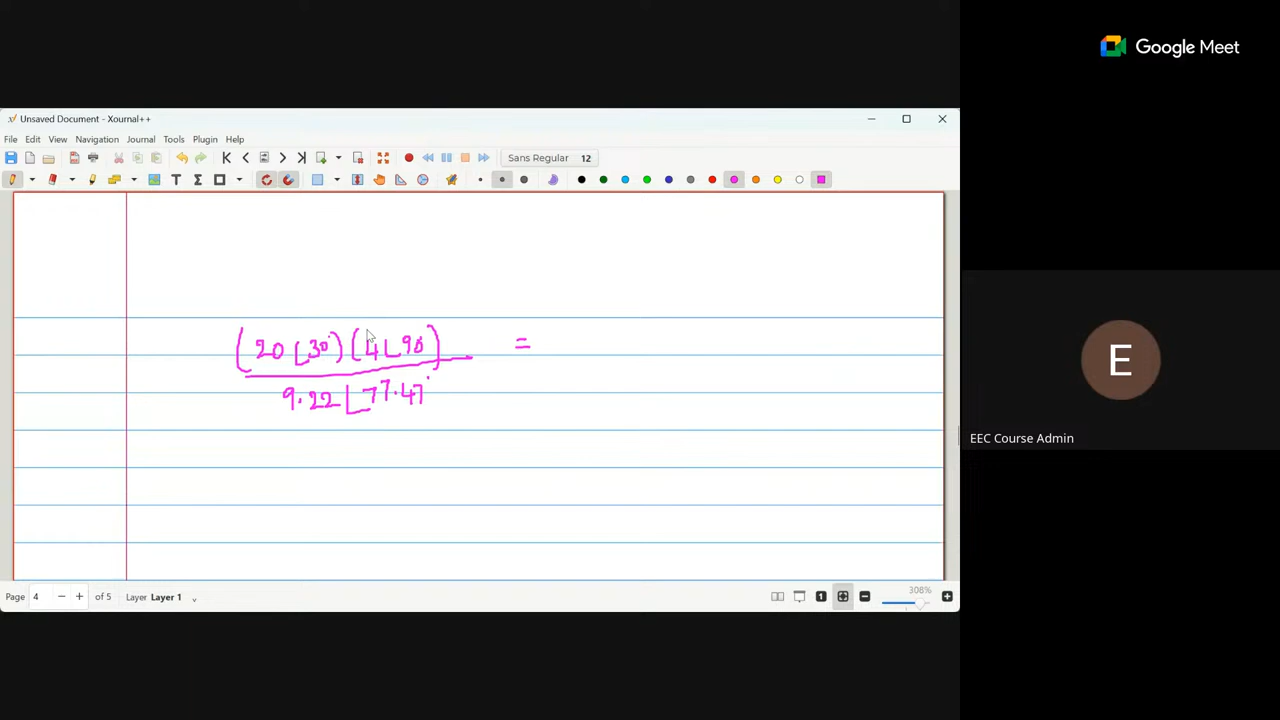 Google Meet
Unsaved Document - Xournal++
File Edit View Navigation Journal Tools Plugin Help
Sans Regular 12
(20∠30°)(4∠90°) =
9.22∠77.47°
E
EEC Course Admin
Page 4 of 5 Layer Layer 1
308%